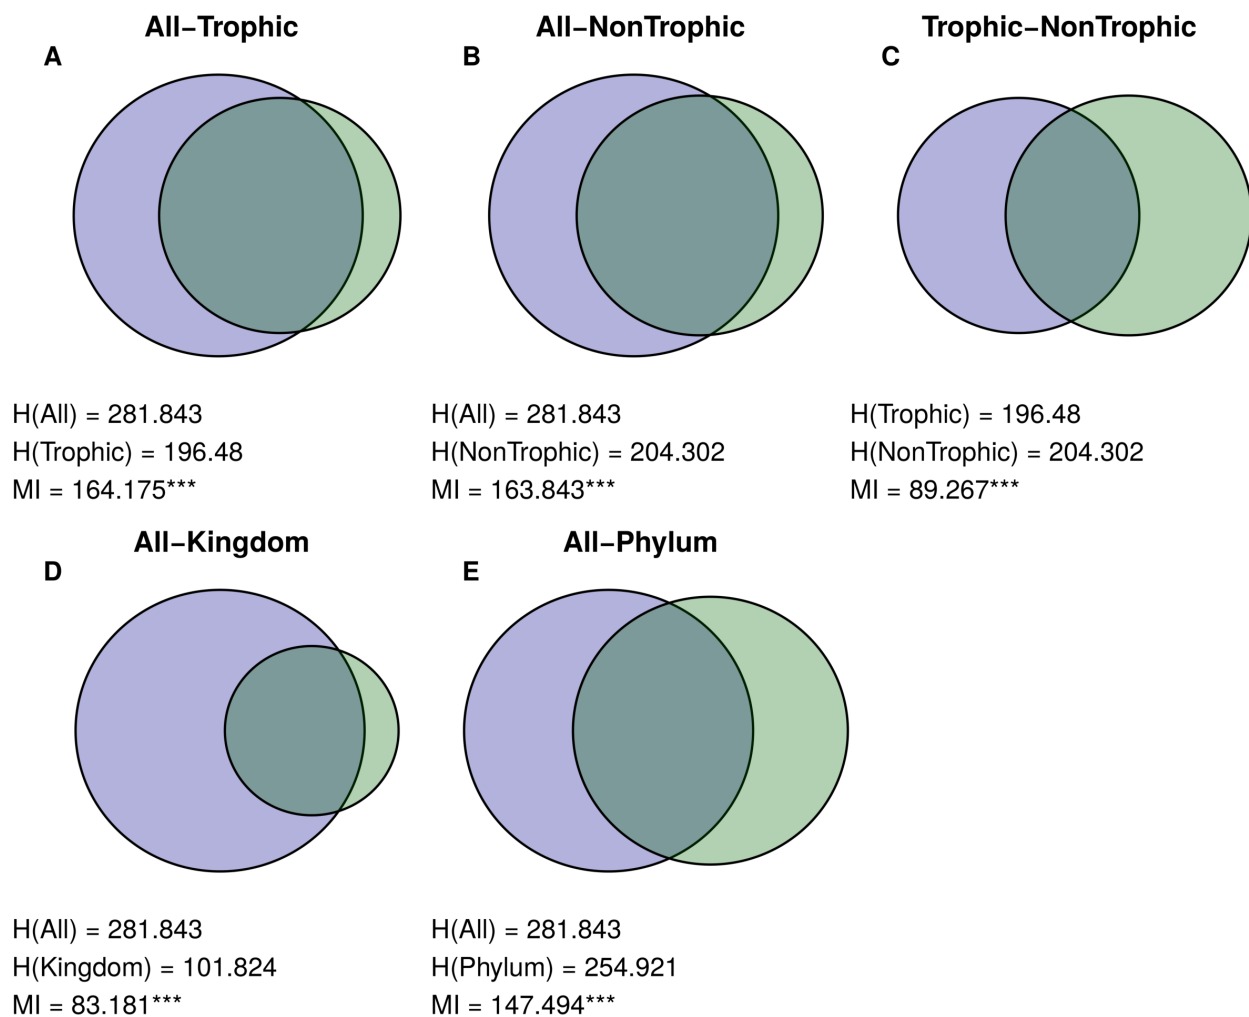 All–Trophic
A
H(All) = 281.843
H(Trophic) = 196.48
MI = 164.175***
All–NonTrophic
B
H(All) = 281.843
H(NonTrophic) = 204.302
MI = 163.843***
Trophic–NonTrophic
C
H(Trophic) = 196.48
H(NonTrophic) = 204.302
MI = 89.267***
All–Kingdom
D
H(All) = 281.843
H(Kingdom) = 101.824
MI = 83.181***
All–Phylum
E
H(All) = 281.843
H(Phylum) = 254.921
MI = 147.494***